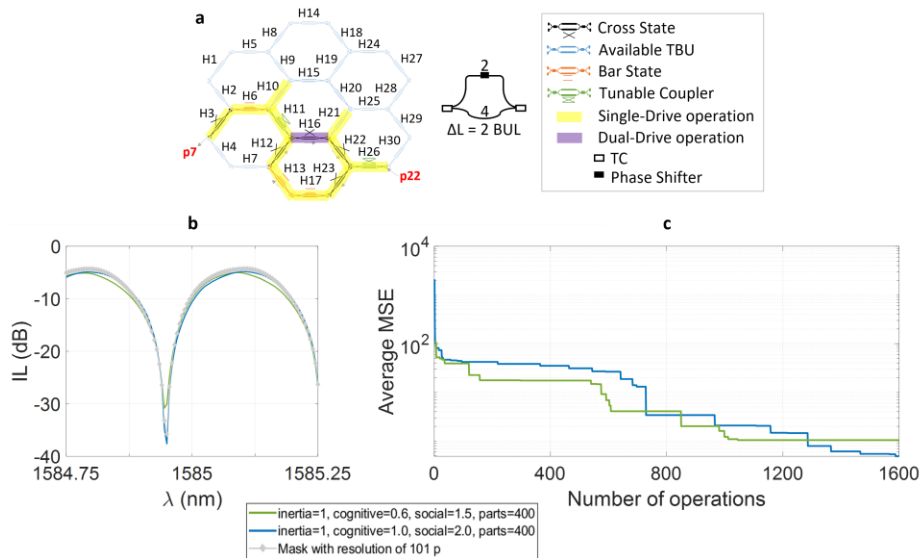 a
H14
H8
H18
H5
H19
H24
H1
H9
H15
H27
H2
H10
H20
H28
H6
H25
H3
H11
H21
H29
H16
H4
H12
H22
H30
H7
H26
p7
H13
H23
H17
p22
2
4
ΔL = 2 BUL
Cross State
Available TBU
Bar State
Tunable Coupler
Single-Drive operation
Dual-Drive operation
TC
Phase Shifter
b
0
-10
-20
-30
-40
IL (dB)
1584.75
1585
1585.25
λ (nm)
c
10^4
10^2
Average MSE
0
400
800
1200
1600
Number of operations
inertia=1, cognitive=0.6, social=1.5, parts=400
inertia=1, cognitive=1.0, social=2.0, parts=400
Mask with resolution of 101 p